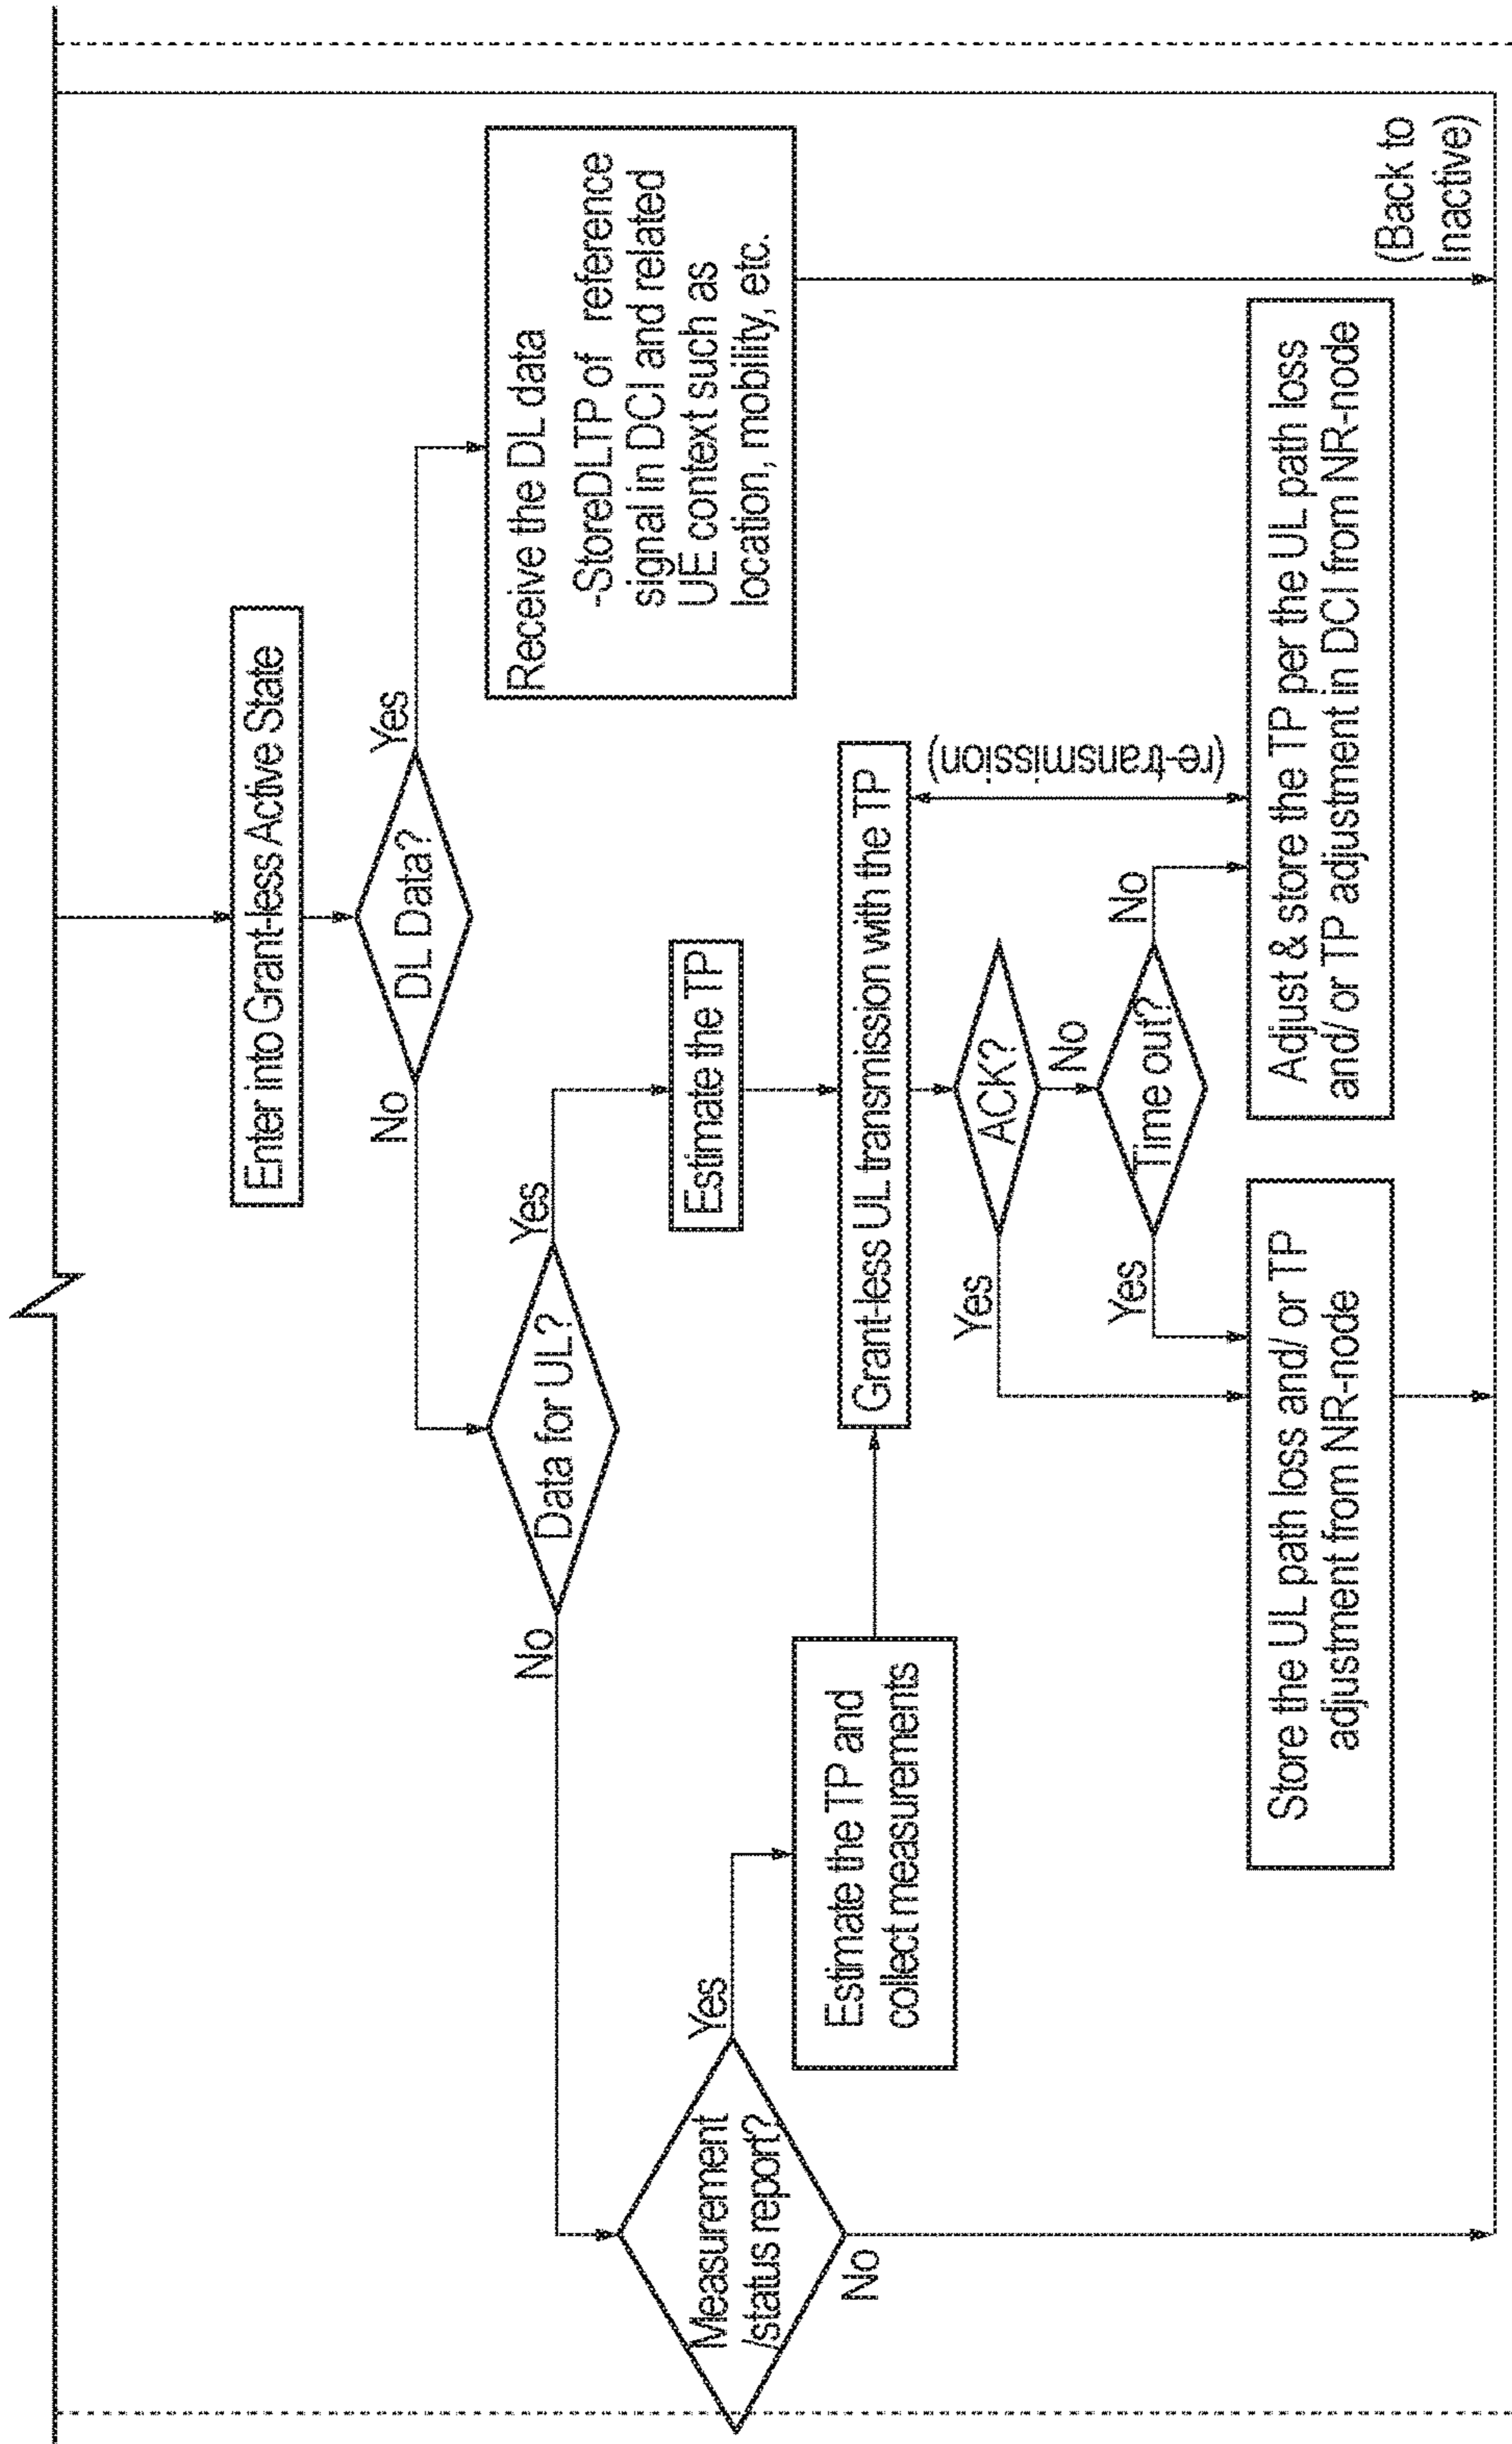 Enter into Grant-less Active State
DL Data?
No
Yes
Receive the DL data
-StoreDLTP of reference
signal in DCI and related
UE context such as
location, mobility, etc.
Data for UL?
No
Yes
Measurement
/status report?
Yes
No
Estimate the TP
Estimate the TP and
collect measurements
Grant-less UL transmission with the TP
(re-transmission)
ACK?
Yes
No
Time out?
Yes
No
Store the UL path loss and/ or TP
adjustment from NR-node
Adjust & store the TP per the UL path loss
and/ or TP adjustment in DCI from NR-node
(Back to
Inactive)